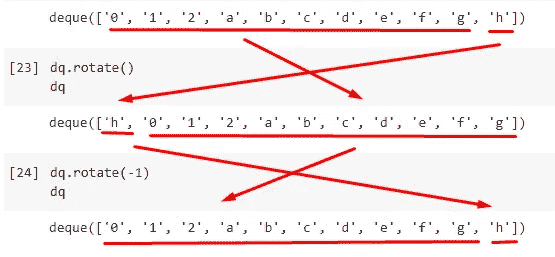 deque(['0', '1', '2', 'a', 'b', 'c', 'd', 'e', 'f', 'g', 'h'])
[23] dq.rotate()
dq
deque(['h', '0', '1', '2', 'a', 'b', 'c', 'd', 'e', 'f', 'g'])
[24] dq.rotate(-1)
dq
deque(['0', '1', '2', 'a', 'b', 'c', 'd', 'e', 'f', 'g', 'h'])